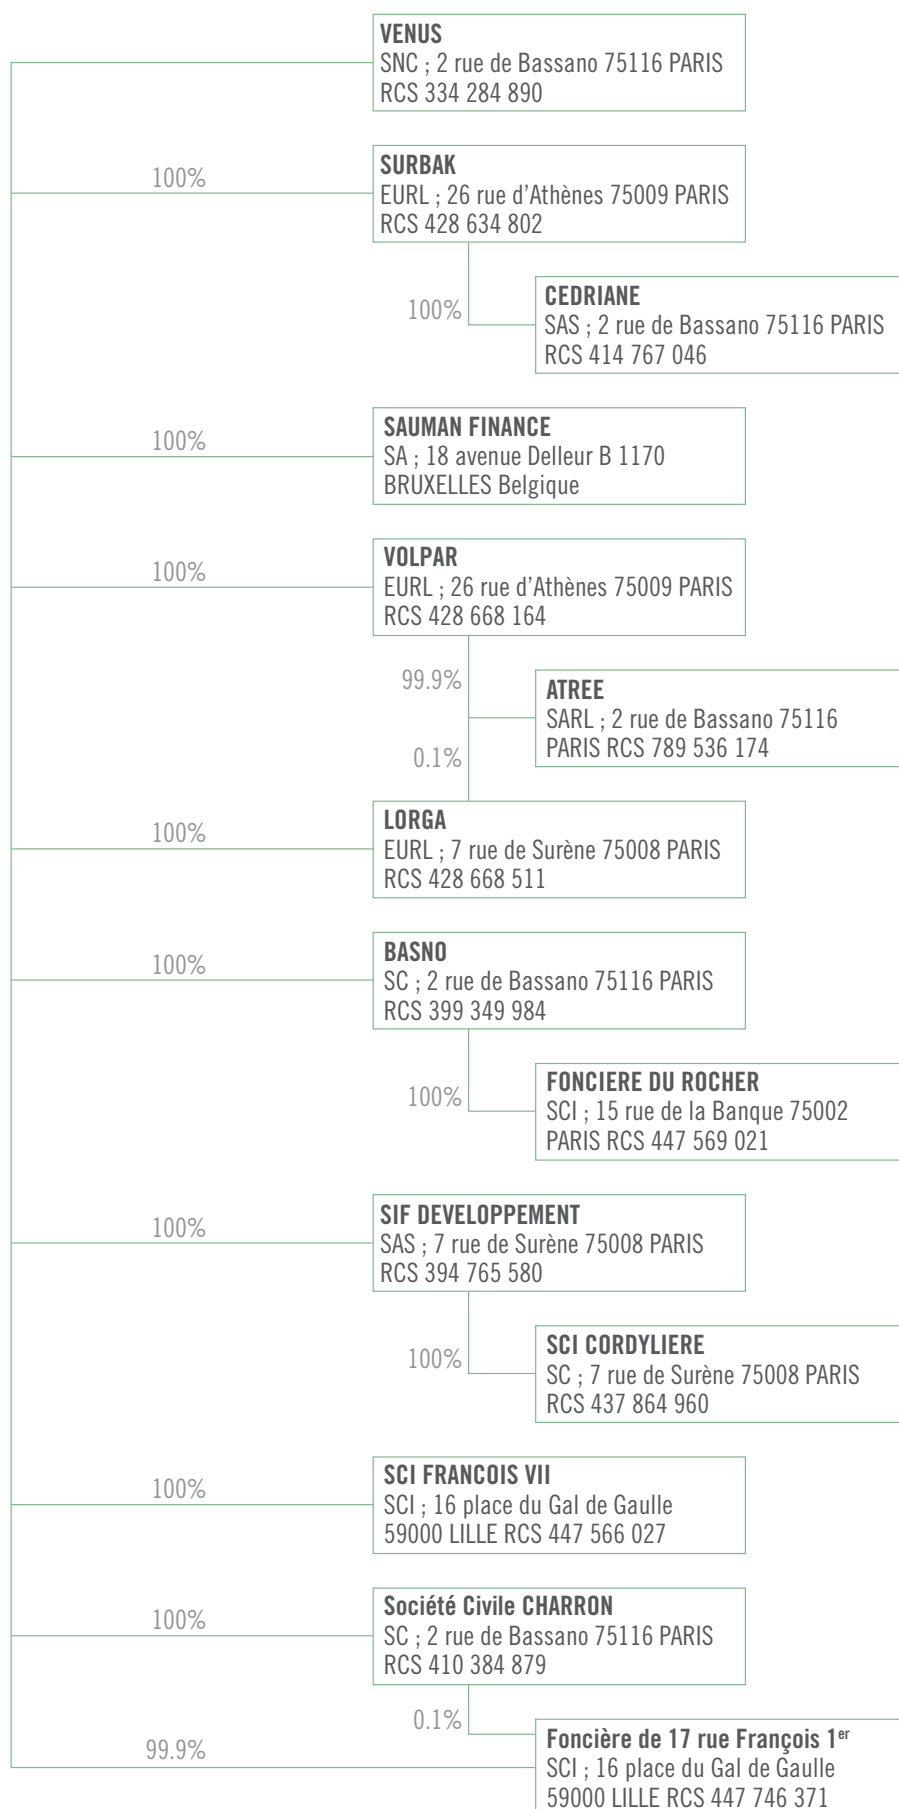 VENUS
SNC ; 2 rue de Bassano 75116 PARIS
RCS 334 284 890
100%
SURBAK
EURL ; 26 rue d'Athènes 75009 PARIS
RCS 428 634 802
100%
CEDRIANE
SAS ; 2 rue de Bassano 75116 PARIS
RCS 414 767 046
100%
SAUMAN FINANCE
SA ; 18 avenue Delleur B 1170
BRUXELLES Belgique
100%
VOLPAR
EURL ; 26 rue d'Athènes 75009 PARIS
RCS 428 668 164
99.9%
ATREE
SARL ; 2 rue de Bassano 75116
PARIS RCS 789 536 174
0.1%
100%
LORGA
EURL ; 7 rue de Surène 75008 PARIS
RCS 428 668 511
100%
BASNO
SC ; 2 rue de Bassano 75116 PARIS
RCS 399 349 984
100%
FONCIERE DU ROCHER
SCI ; 15 rue de la Banque 75002
PARIS RCS 447 569 021
100%
SIF DEVELOPPEMENT
SAS ; 7 rue de Surène 75008 PARIS
RCS 394 765 580
100%
SCI CORDYLIERE
SC ; 7 rue de Surène 75008 PARIS
RCS 437 864 960
100%
SCI FRANCOIS VII
SCI ; 16 place du Gal de Gaulle
59000 LILLE RCS 447 566 027
100%
Société Civile CHARRON
SC ; 2 rue de Bassano 75116 PARIS
RCS 410 384 879
0.1%
99.9%
Foncière de 17 rue François 1er
SCI ; 16 place du Gal de Gaulle
59000 LILLE RCS 447 746 371